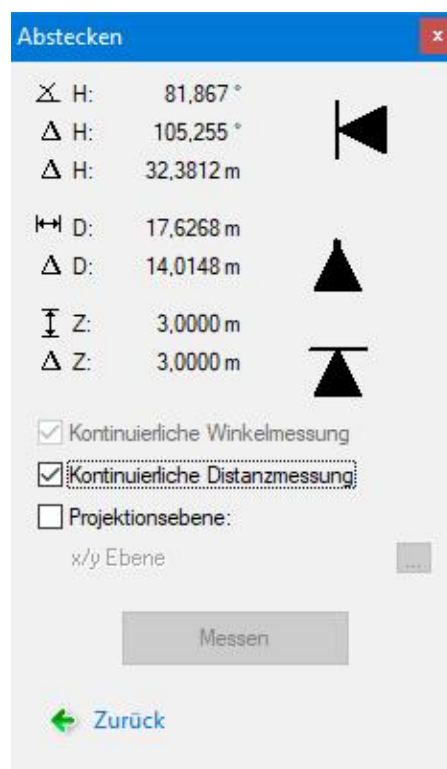 Abstecken
H: 81,867 °
Δ H: 105,255 °
Δ H: 32,3812 m
D: 17,6268 m
Δ D: 14,0148 m
Z: 3,0000 m
Δ Z: 3,0000 m
Kontinuierliche Winkelmessung
Kontinuierliche Distanzmessung
Projektionsebene:
x/y Ebene ...
Messen
Zurück